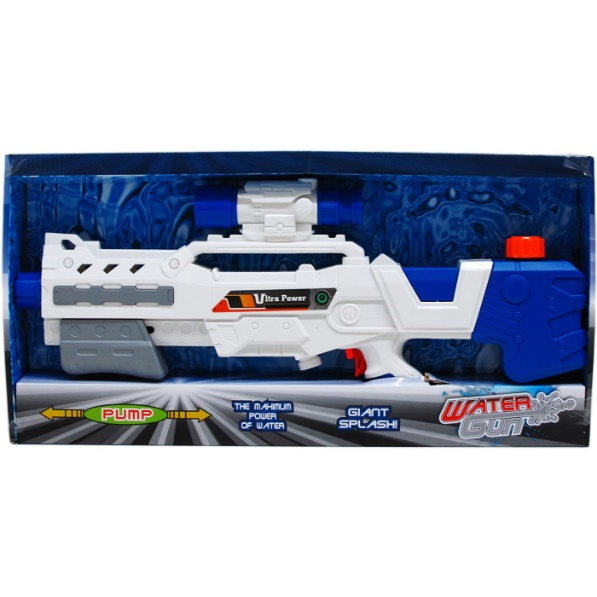 Ultra Power
PUMP
THE MAXIMUM
POWER
OF WATER
GIANT
SPLASH!
WATER
GUN